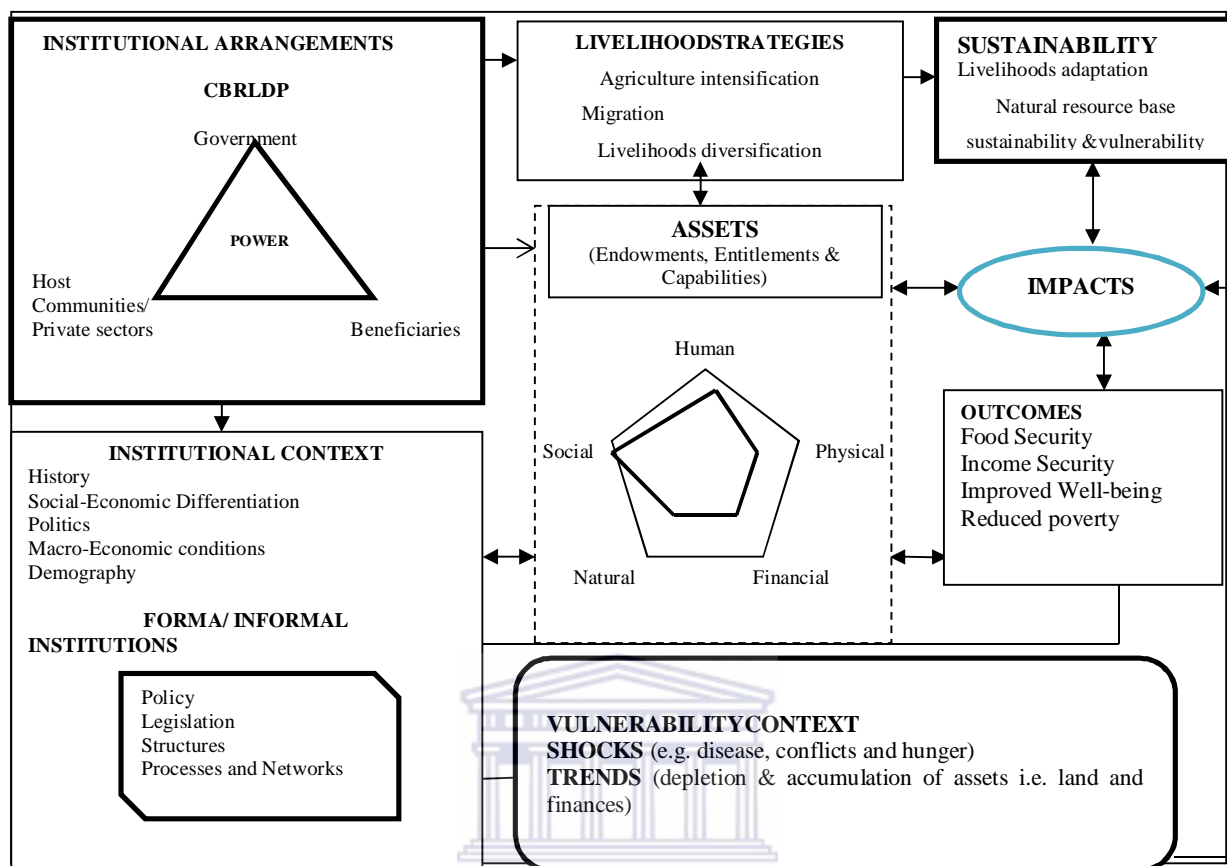 INSTITUTIONAL ARRANGEMENTS
CBRLDP
Government
POWER
Host
Communities/
Private sectors
Beneficiaries
LIVELIHOODSTRATEGIES
Agriculture intensification
Migration
Livelihoods diversification
SUSTAINABILITY
Livelihoods adaptation
Natural resource base
sustainability &vulnerability
ASSETS
(Endowments, Entitlements &
Capabilities)
IMPACTS
Human
Social
Physical
Natural
Financial
OUTCOMES
Food Security
Income Security
Improved Well-being
Reduced poverty
INSTITUTIONAL CONTEXT
History
Social-Economic Differentiation
Politics
Macro-Economic conditions
Demography
FORMA/ INFORMAL
INSTITUTIONS
Policy
Legislation
Structures
Processes and Networks
VULNERABILITYCONTEXT
SHOCKS (e.g. disease, conflicts and hunger)
TRENDS (depletion & accumulation of assets i.e. land and
finances)